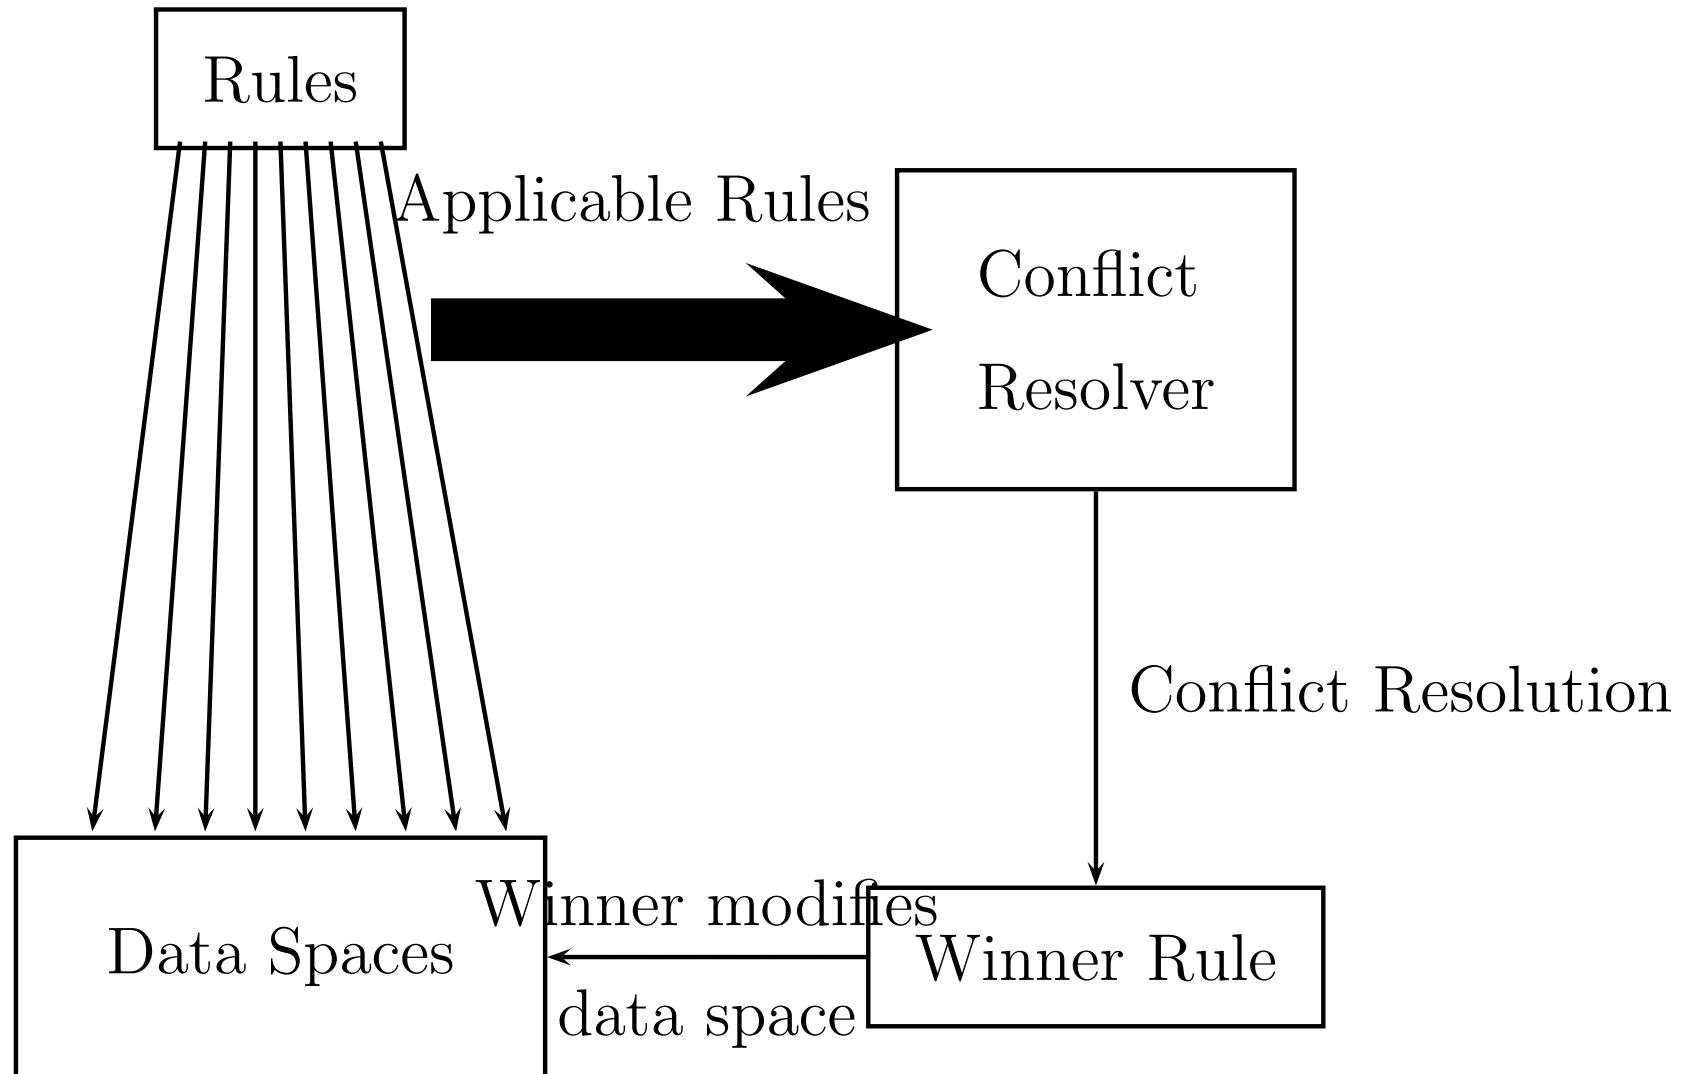 Rules
Applicable Rules
Conflict
Resolver
Conflict Resolution
Winner modifies
Data Spaces
Winner Rule
data space